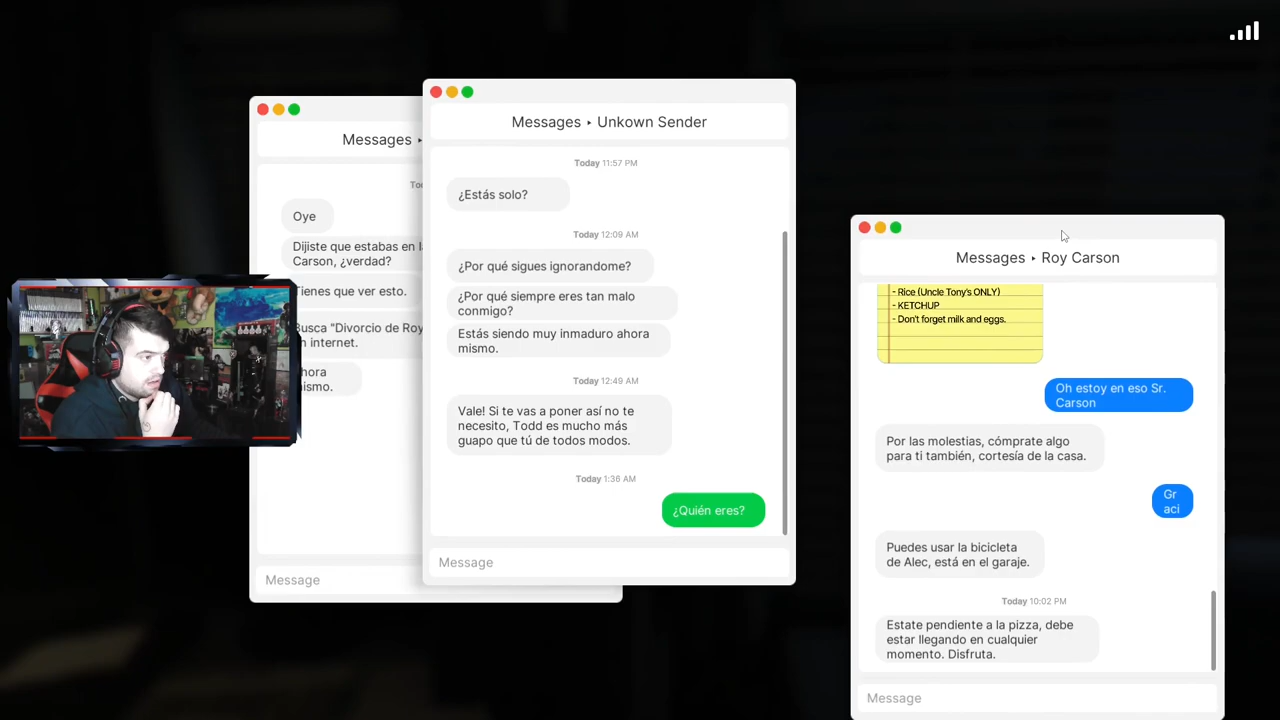 Messages ‣
Oye
Dijiste que estabas en l
Carson, ¿verdad?
ienes que ver esto.
Busca "Divorcio de Roy
n internet.
hora
ismo.
Message
Messages ‣ Unkown Sender
Today 11:57 PM
¿Estás solo?
Today 12:09 AM
¿Por qué sigues ignorandome?
¿Por qué siempre eres tan malo
conmigo?
Estás siendo muy inmaduro ahora
mismo.
Today 12:49 AM
Vale! Si te vas a poner así no te
necesito, Todd es mucho más
guapo que tú de todos modos.
Today 1:36 AM
¿Quién eres?
Message
Messages ‣ Roy Carson
- Rice (Uncle Tony's ONLY)
- KETCHUP
- Don't forget milk and eggs.
Oh estoy en eso Sr.
Carson
Por las molestias, cómprate algo
para ti también, cortesía de la casa.
Gr
aci
Puedes usar la bicicleta
de Alec, está en el garaje.
Today 10:02 PM
Estate pendiente a la pizza, debe
estar llegando en cualquier
momento. Disfruta.
Message